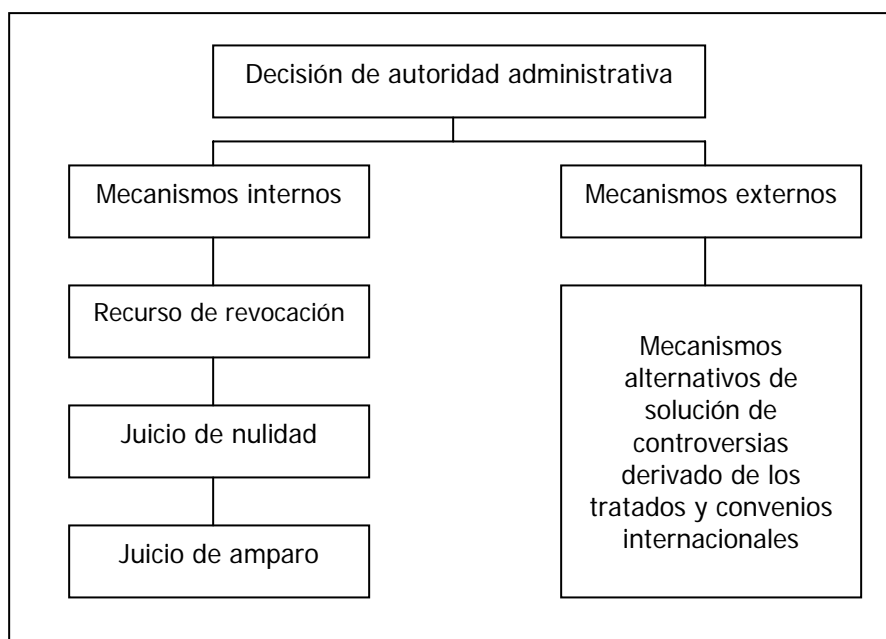 Decisión de autoridad administrativa
Mecanismos internos
Mecanismos externos
Recurso de revocación
Juicio de nulidad
Juicio de amparo
Mecanismos
alternativos de
solución de
controversias
derivado de los
tratados y convenios
internacionales